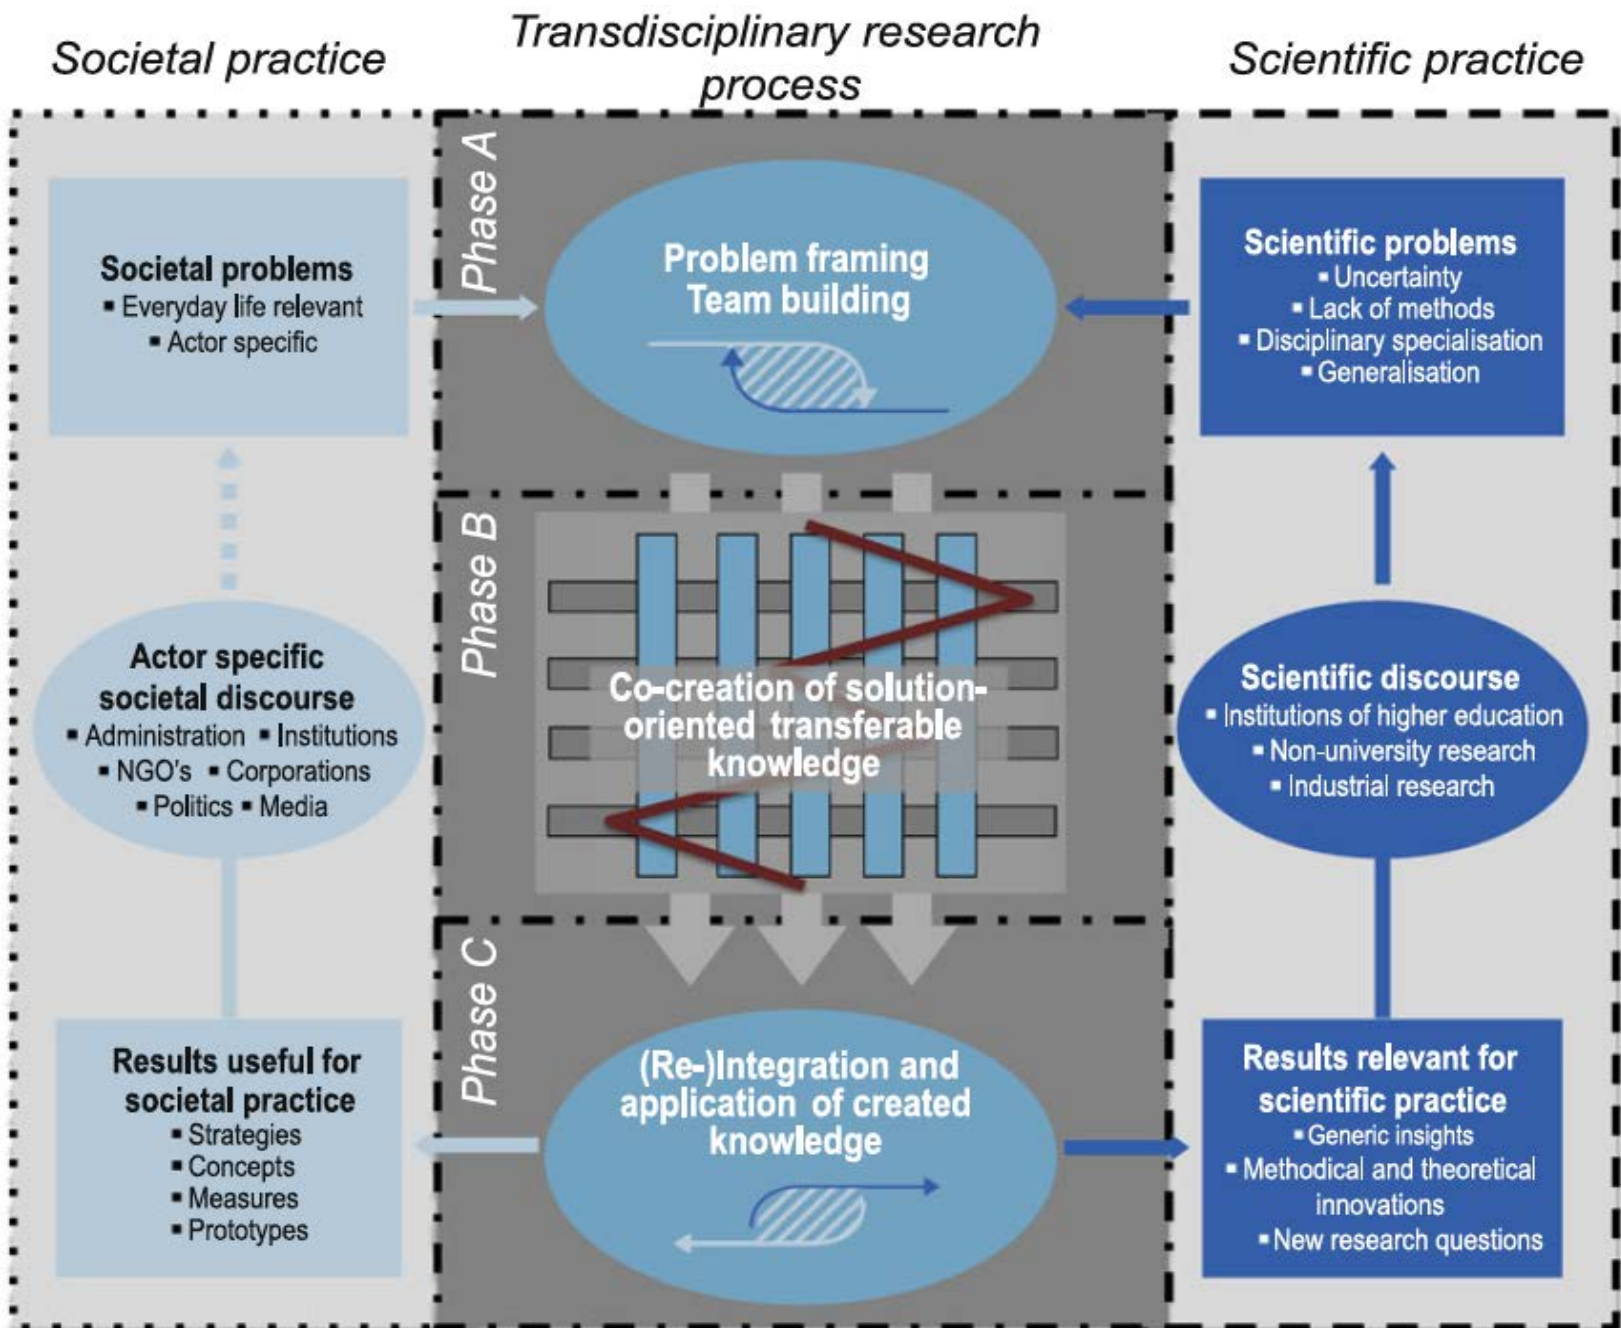 Societal practice
Transdisciplinary research
process
Scientific practice
Phase A
Societal problems
▪ Everyday life relevant
▪ Actor specific
Problem framing
Team building
Scientific problems
▪ Uncertainty
▪ Lack of methods
▪ Disciplinary specialisation
▪ Generalisation
Phase B
Actor specific
societal discourse
▪ Administration ▪ Institutions
▪ NGO's ▪ Corporations
▪ Politics ▪ Media
Co-creation of solution-
oriented transferable
knowledge
Scientific discourse
▪ Institutions of higher education
▪ Non-university research
▪ Industrial research
Phase C
Results useful for
societal practice
▪ Strategies
▪ Concepts
▪ Measures
▪ Prototypes
(Re-)Integration and
application of created
knowledge
Results relevant for
scientific practice
▪ Generic insights
▪ Methodical and theoretical
innovations
▪ New research questions